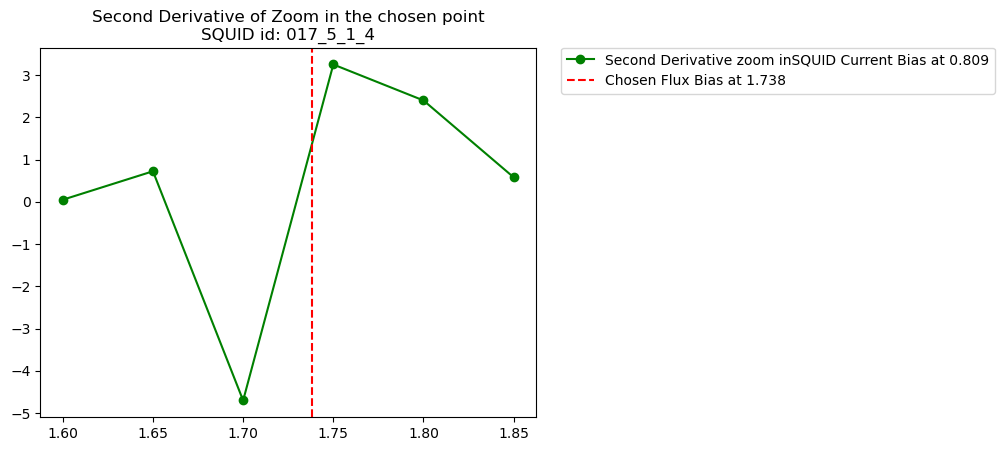 Second Derivative of Zoom in the chosen point
SQUID id: 017_5_1_4
Second Derivative zoom inSQUID Current Bias at 0.809
Chosen Flux Bias at 1.738
3
2
1
0
−1
−2
−3
−4
−5
1.60 1.65 1.70 1.75 1.80 1.85